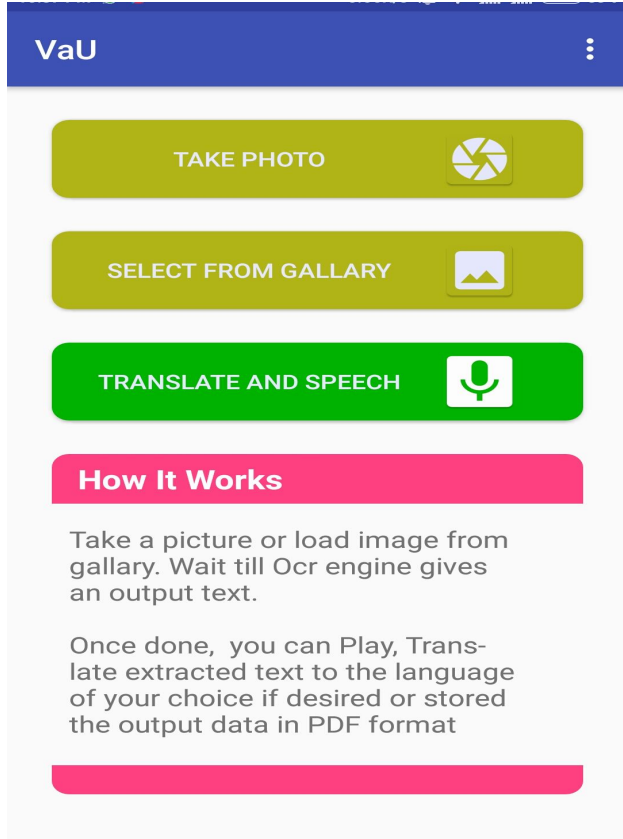 VaU
TAKE PHOTO
SELECT FROM GALLARY
TRANSLATE AND SPEECH
How It Works
Take a picture or load image from
gallary. Wait till Ocr engine gives
an output text.
Once done,  you can Play, Trans-
late extracted text to the language
of your choice if desired or stored
the output data in PDF format